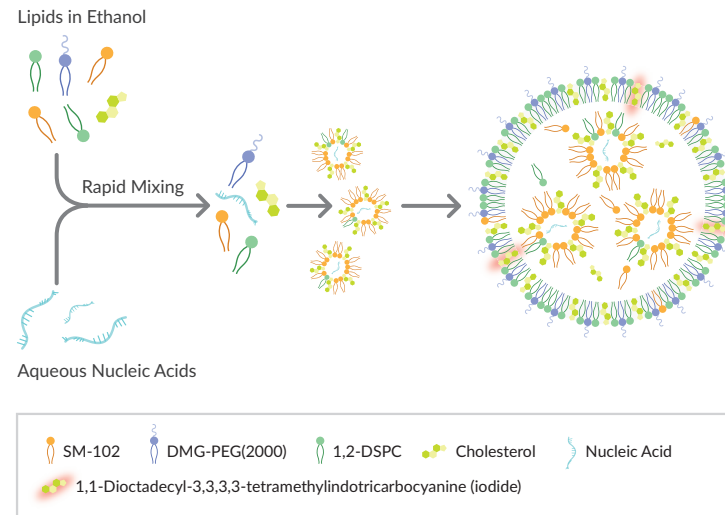 Lipids in Ethanol
Rapid Mixing
Aqueous Nucleic Acids
SM-102 DMG-PEG(2000) 1,2-DSPC Cholesterol Nucleic Acid
1,1-Dioctadecyl-3,3,3,3-tetramethylindotricarbocyanine (iodide)